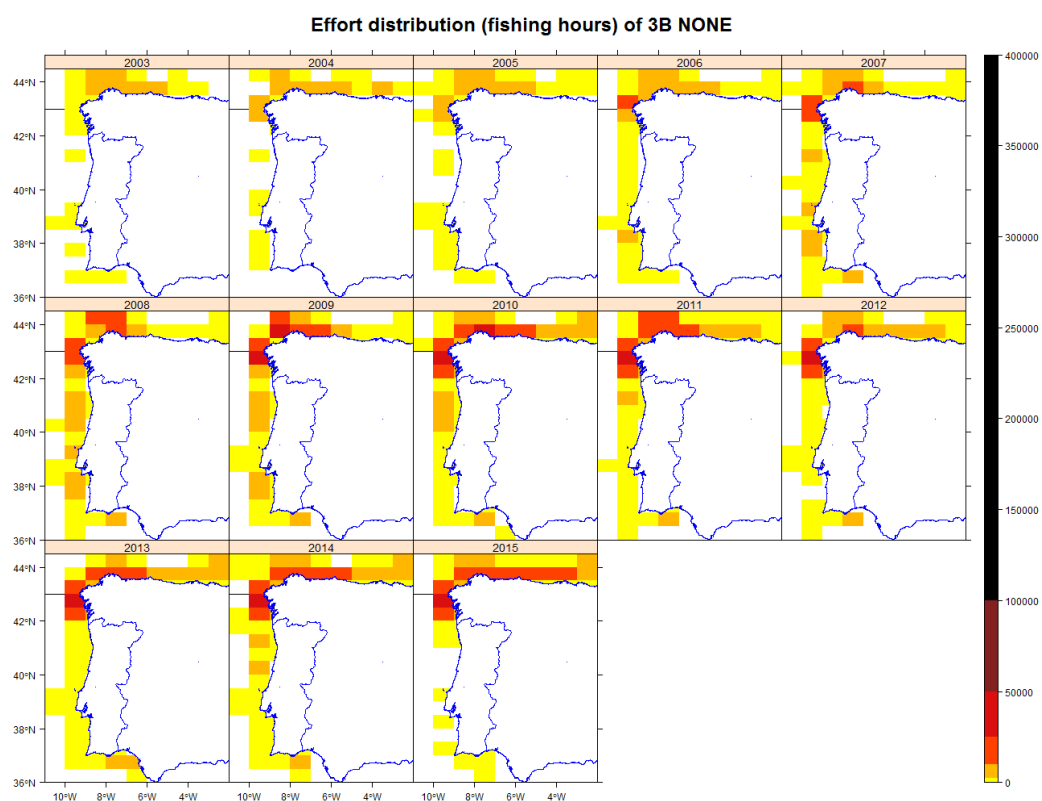 Effort distribution (fishing hours) of 3B NONE
2003 2004 2005 2006 2007
44°N
42°N
40°N
38°N
36°N
2008 2009 2010 2011 2012
44°N
42°N
40°N
38°N
36°N
2013 2014 2015
44°N
42°N
40°N
38°N
36°N
10°W 8°W 6°W 4°W 10°W 8°W 6°W 4°W 10°W 8°W 6°W 4°W
400000
350000
300000
250000
200000
150000
100000
50000
0